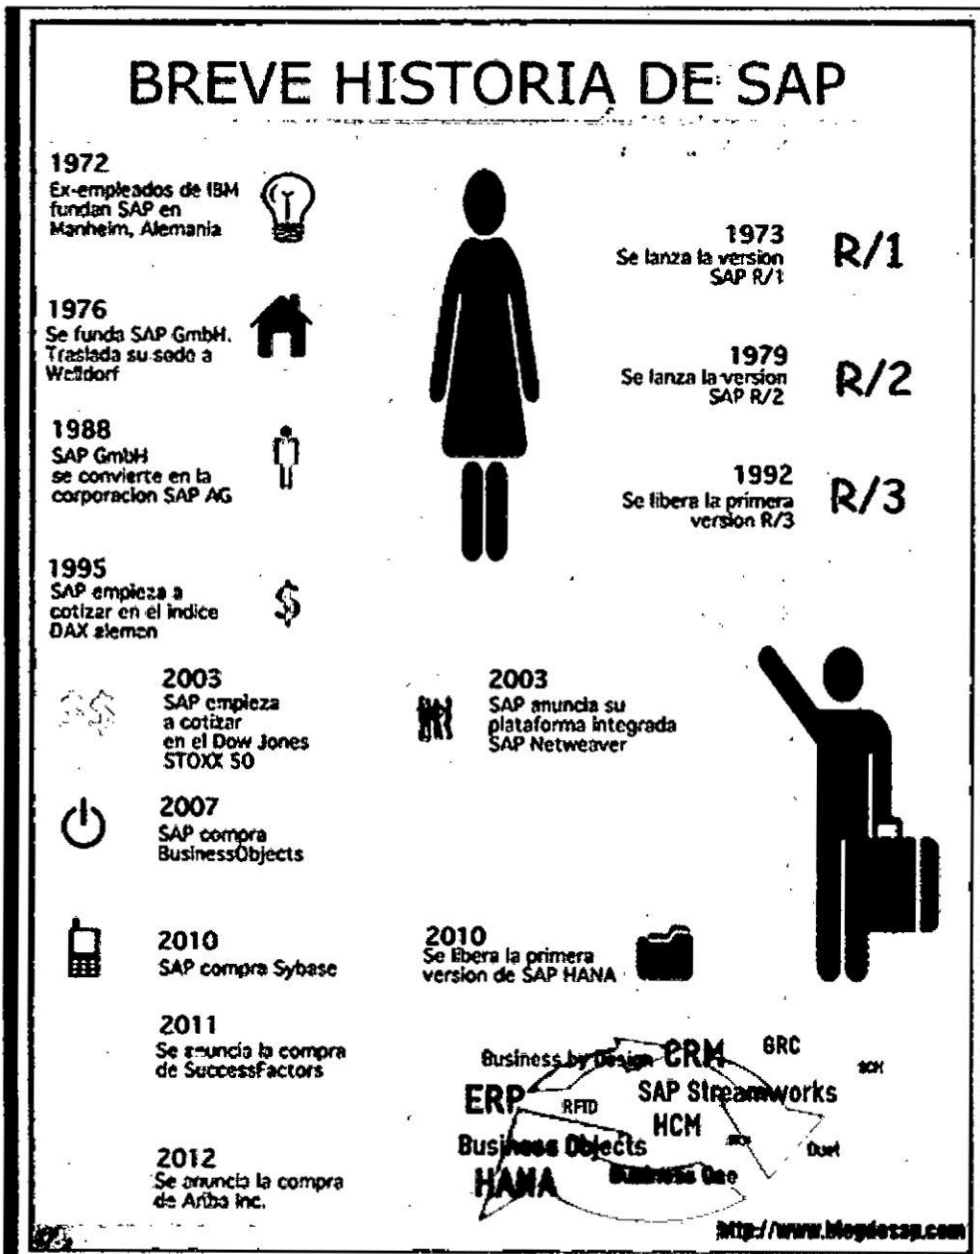 BREVE HISTORIA DE SAP
1972
Ex-empleados de IBM
fundan SAP en
Manheim, Alemania
1973
Se lanza la version
SAP R/1
R/1
1976
Se funda SAP GmbH.
Traslada su sede a
Welldorf
1979
Se lanza la version
SAP R/2
R/2
1988
SAP GmbH
se convierte en la
corporacion SAP AG
1992
Se libera la primera
version R/3
R/3
1995
SAP empieza a
cotizar en el indice
DAX aleman
$
2003
SAP empieza
a cotizar
en el Dow Jones
STOXX 50
2003
SAP anuncia su
plataforma integrada
SAP Netweaver
2007
SAP compra
BusinessObjects
2010
SAP compra Sybase
2010
Se libera la primera
version de SAP HANA
2011
Se anuncia la compra
de SuccessFactors
2012
Se anuncia la compra
de Ariba Inc.
Business by Design
CRM
GRC
ERP
RFID
SAP Streamworks
HCM
Business Objects
Duet
HANA
Business One
http://www.blogdesap.com